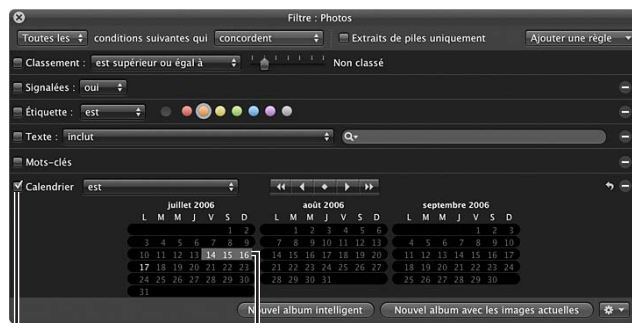 Filtre : Photos
Toutes les conditions suivantes qui concordent Extraits de piles uniquement Ajouter une règle
Classement : est supérieur ou égal à Non classé
Signalées : oui
Étiquette : est
Texte : inclut
Mots-clés
Calendrier est
juillet 2006 août 2006 septembre 2006
L M M J V S D L M M J V S D L M M J V S D
1 2 1 2 3 4 5 6 1 2 3
3 4 5 6 7 8 9 7 8 9 10 11 12 13 4 5 6 7 8 9 10
10 11 12 13 14 15 16 14 15 16 17 18 19 20 11 12 13 14 15 16 17
17 18 19 20 21 22 23 21 22 23 24 25 26 27 18 19 20 21 22 23 24
24 25 26 27 28 29 30 28 29 30 31 25 26 27 28 29 30
31
Nouvel album intelligent Nouvel album avec les images actuelles